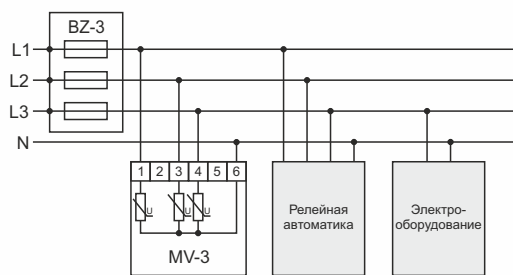 BZ-3
L1
L2
L3
N
1 2 3 4 5 6
U U U
MV-3
Релейная
автоматика
Электро-
оборудование